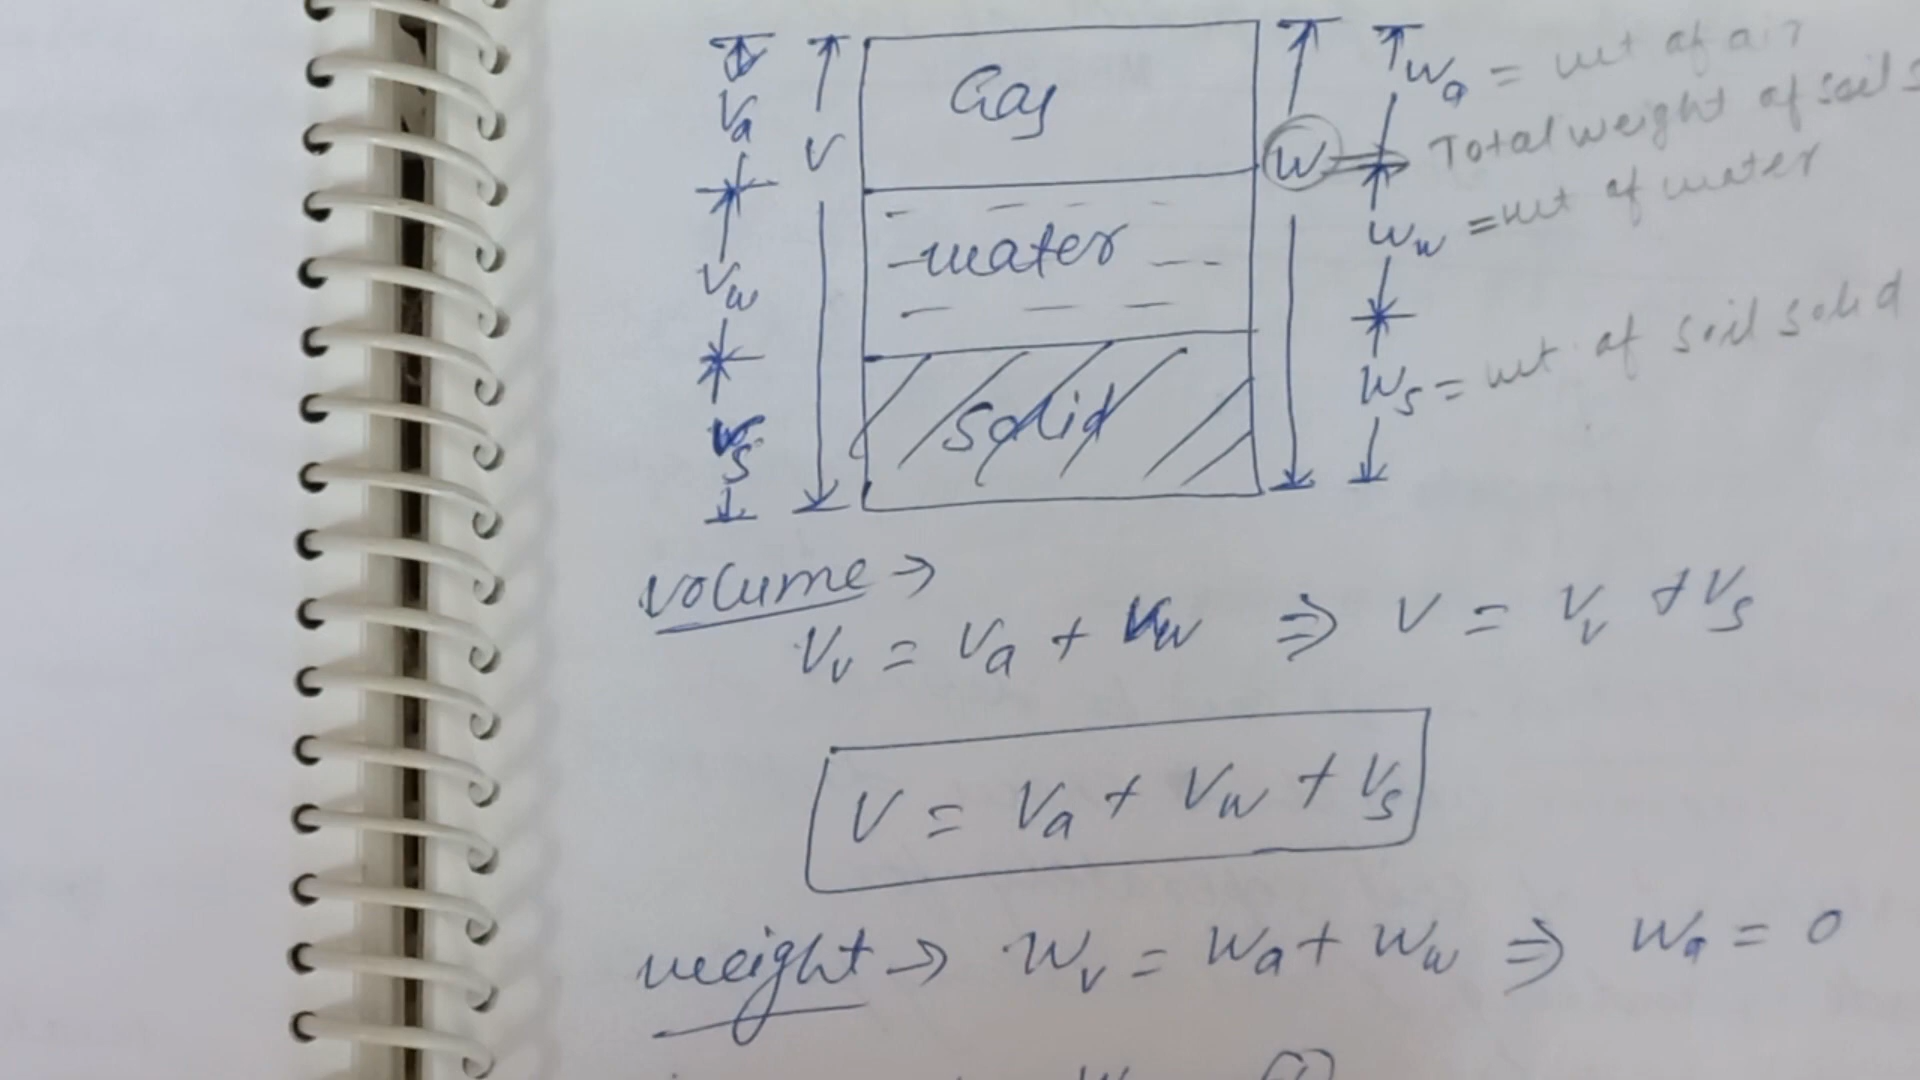 Gas
Va
V
W
Wa = wt of air
Total weight of soil
water
Vw
Ww = wt of water
solid
Vs
Ws = wt. of soil solid
volume →
Vv = Va + Vw ⇒ V = Vv + Vs
V = Va + Vw + Vs
weight → Wv = Wa + Ww ⇒ Wa = 0